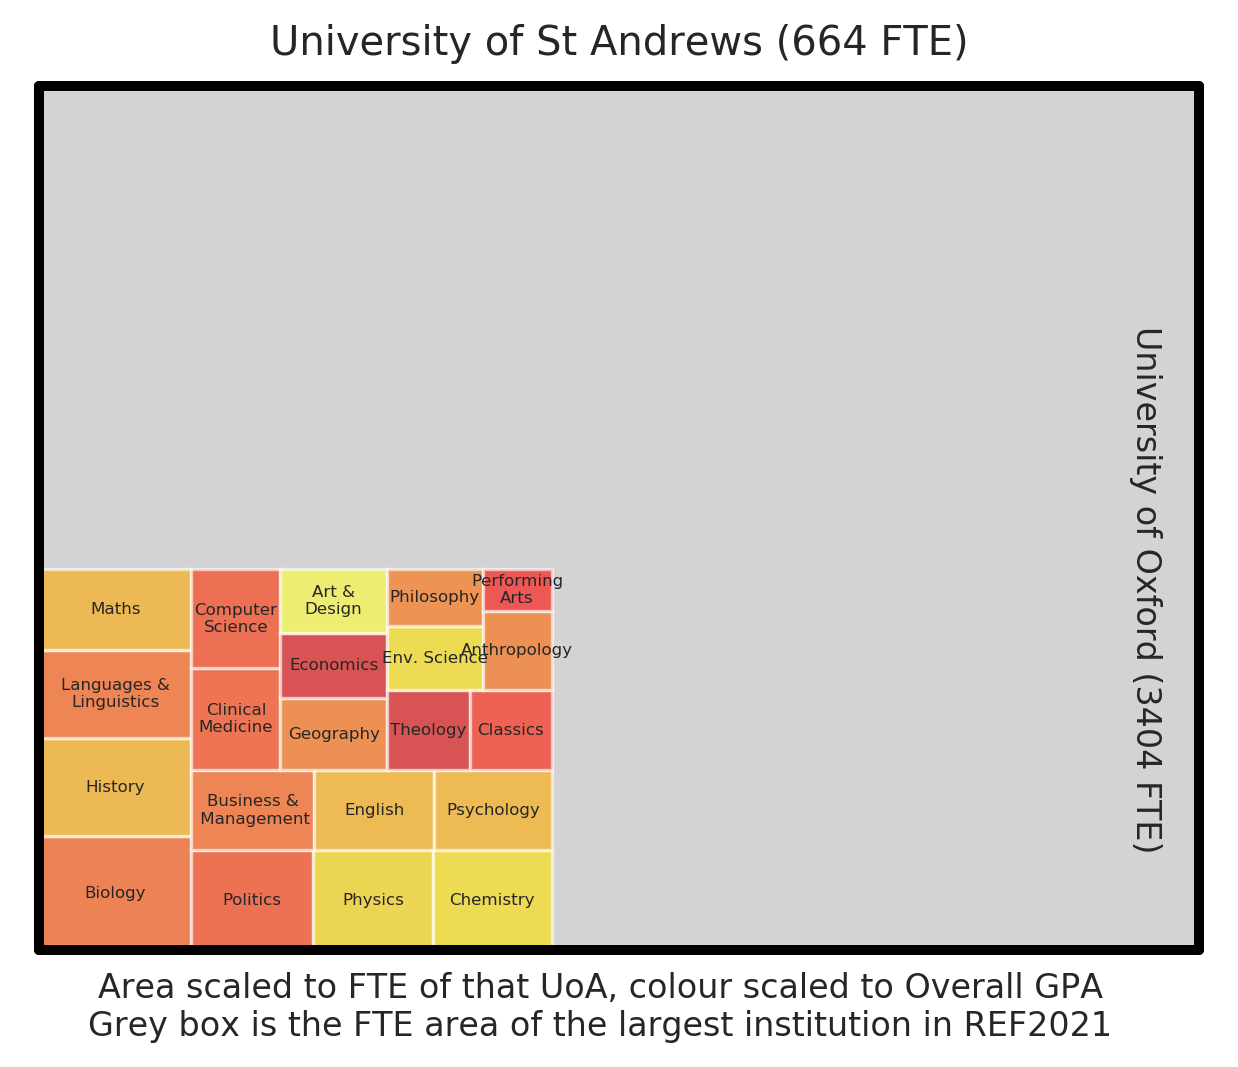 University of St Andrews (664 FTE)
University of Oxford (3404 FTE)
Maths
Languages &
Linguistics
History
Biology
Computer
Science
Clinical
Medicine
Business &
Management
Politics
Art &
Design
Economics
Geography
English
Physics
Philosophy
Env. Science
Theology
Psychology
Chemistry
Performing
Arts
Anthropology
Classics
Area scaled to FTE of that UoA, colour scaled to Overall GPA
Grey box is the FTE area of the largest institution in REF2021